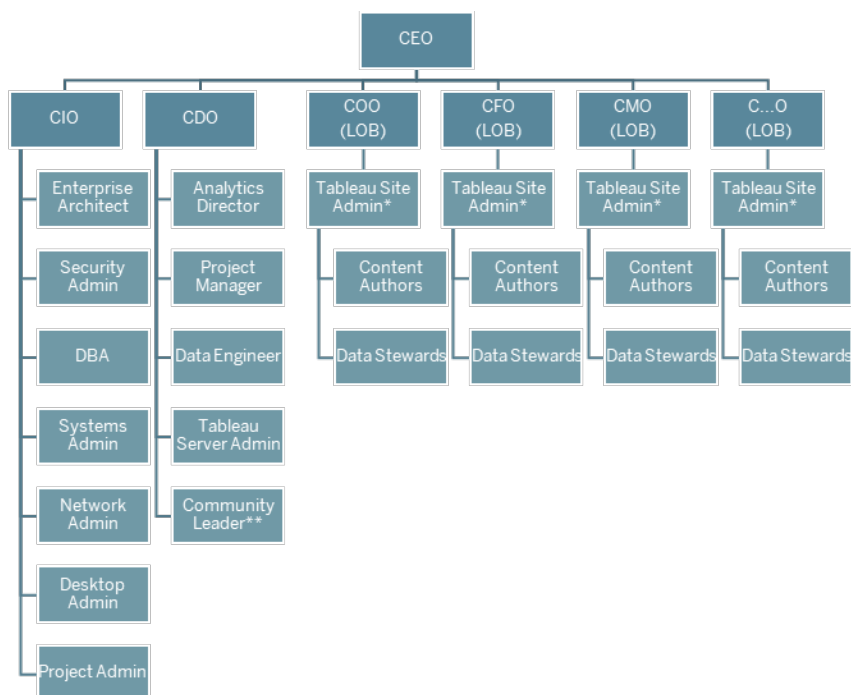 CEO
CIO
CDO
COO
(LOB)
CFO
(LOB)
CMO
(LOB)
C...O
(LOB)
Enterprise
Architect
Analytics
Director
Tableau Site
Admin*
Tableau Site
Admin*
Tableau Site
Admin*
Tableau Site
Admin*
Security
Admin
Project
Manager
Content
Authors
Content
Authors
Content
Authors
Content
Authors
DBA
Data Engineer
Data Stewards
Data Stewards
Data Stewards
Data Stewards
Systems
Admin
Tableau
Server Admin
Network
Admin
Community
Leader**
Desktop
Admin
Project Admin